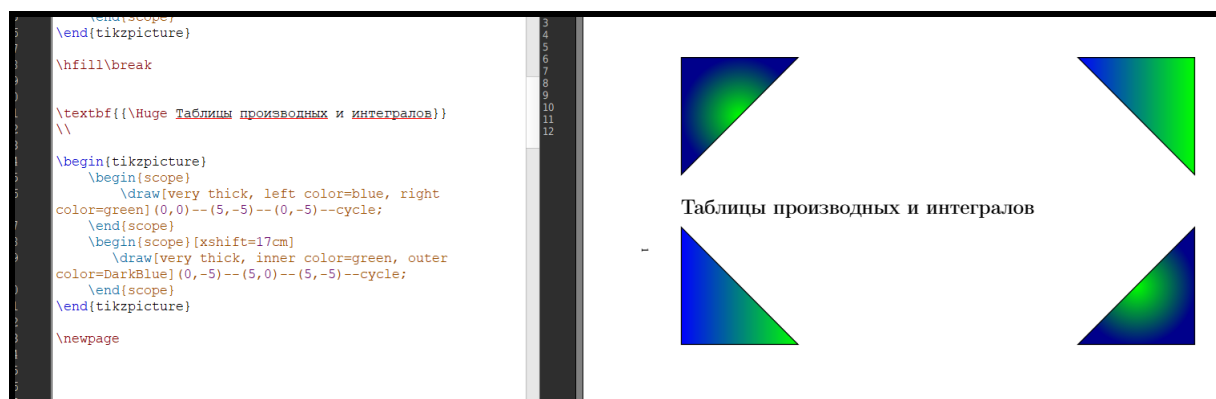 \end{scope}
\end{tikzpicture}
\hfill\break
\textbf{{\Huge Таблицы производных и интегралов}}
\\
\begin{tikzpicture}
\begin{scope}
\draw[very thick, left color=blue, right
color=green](0,0)--(5,-5)--(0,-5)--cycle;
\end{scope}
\begin{scope}[xshift=17cm]
\draw[very thick, inner color=green, outer
color=DarkBlue](0,-5)--(5,0)--(5,-5)--cycle;
\end{scope}
\end{tikzpicture}
\newpage
3
4
5
6
7
8
9
10
11
12
Таблицы производных и интегралов
1